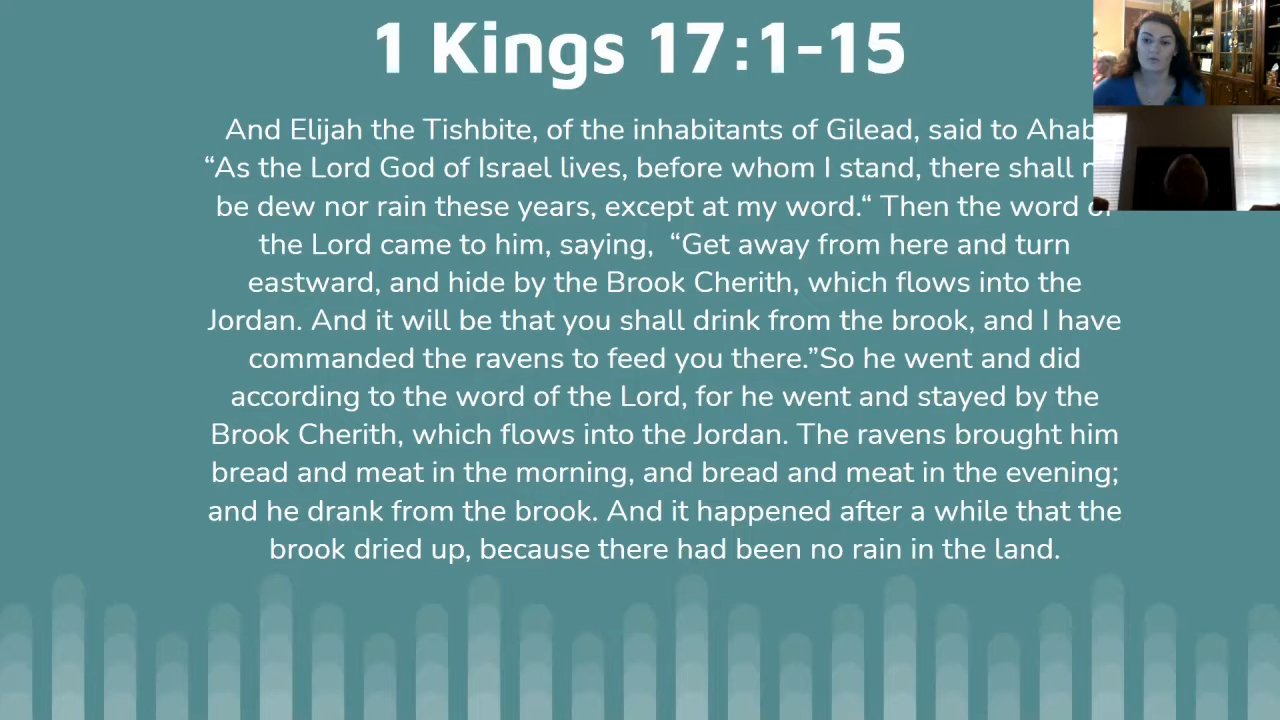 1 Kings 17:1-15
And Elijah the Tishbite, of the inhabitants of Gilead, said to Ahab
“As the Lord God of Israel lives, before whom I stand, there shall
be dew nor rain these years, except at my word.“ Then the word of
the Lord came to him, saying,  “Get away from here and turn
eastward, and hide by the Brook Cherith, which flows into the
Jordan. And it will be that you shall drink from the brook, and I have
commanded the ravens to feed you there.”So he went and did
according to the word of the Lord, for he went and stayed by the
Brook Cherith, which flows into the Jordan. The ravens brought him
bread and meat in the morning, and bread and meat in the evening;
and he drank from the brook. And it happened after a while that the
brook dried up, because there had been no rain in the land.